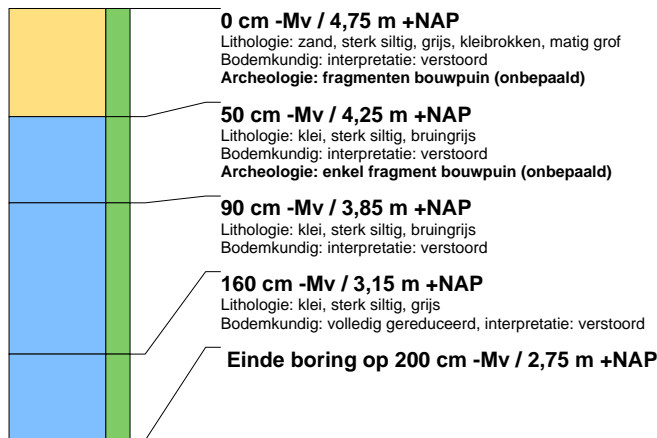 0 cm -Mv / 4,75 m +NAP
Lithologie: zand, sterk siltig, grijs, kleibrokken, matig grof
Bodemkundig: interpretatie: verstoord
Archeologie: fragmenten bouwpuin (onbepaald)
50 cm -Mv / 4,25 m +NAP
Lithologie: klei, sterk siltig, bruingrijs
Bodemkundig: interpretatie: verstoord
Archeologie: enkel fragment bouwpuin (onbepaald)
90 cm -Mv / 3,85 m +NAP
Lithologie: klei, sterk siltig, bruingrijs
Bodemkundig: interpretatie: verstoord
160 cm -Mv / 3,15 m +NAP
Lithologie: klei, sterk siltig, grijs
Bodemkundig: volledig gereduceerd, interpretatie: verstoord
Einde boring op 200 cm -Mv / 2,75 m +NAP